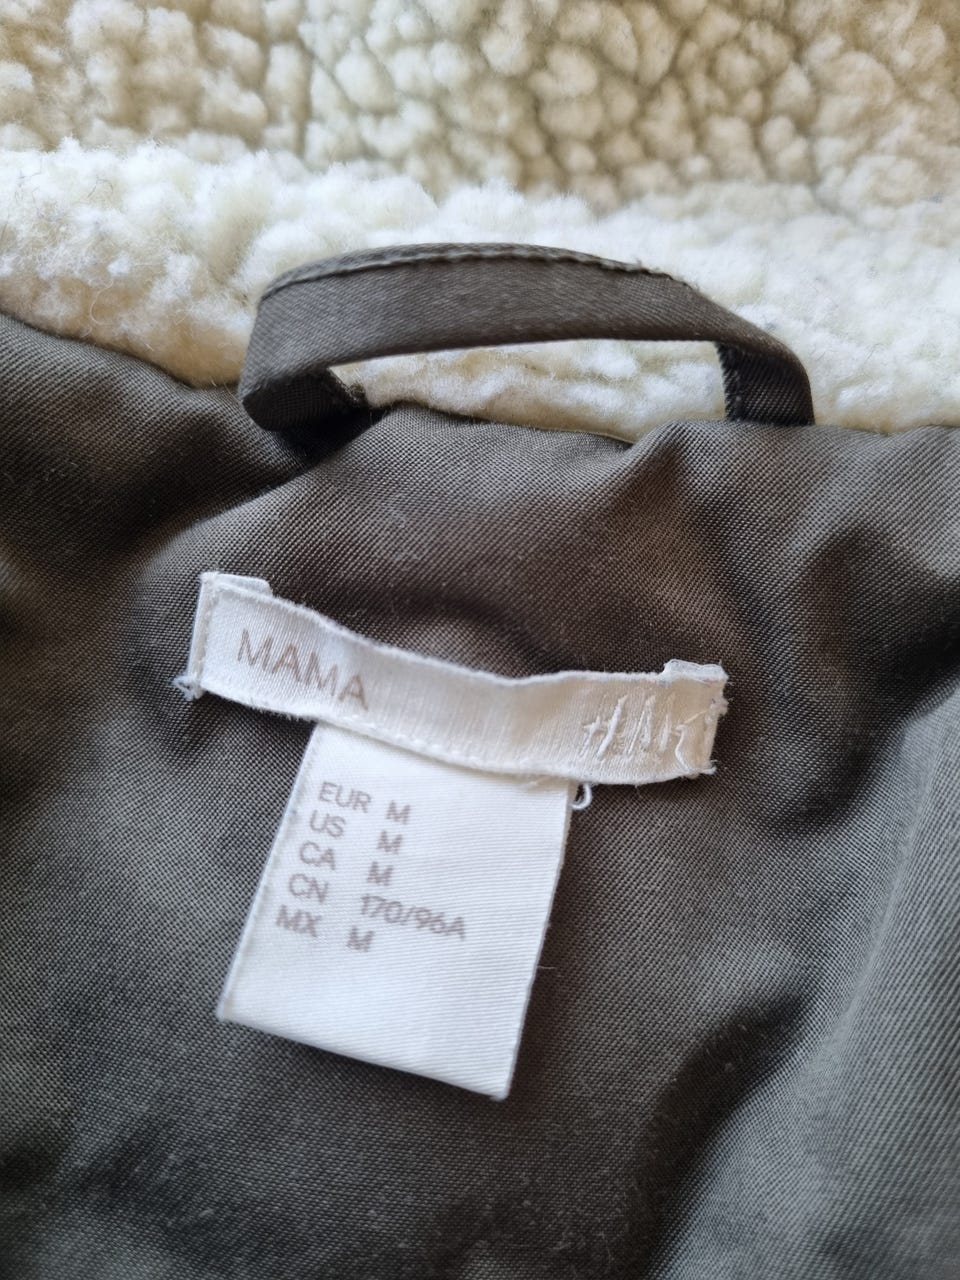 MAMA H&M
EUR M
US M
CA M
CN 170/96A
MX M